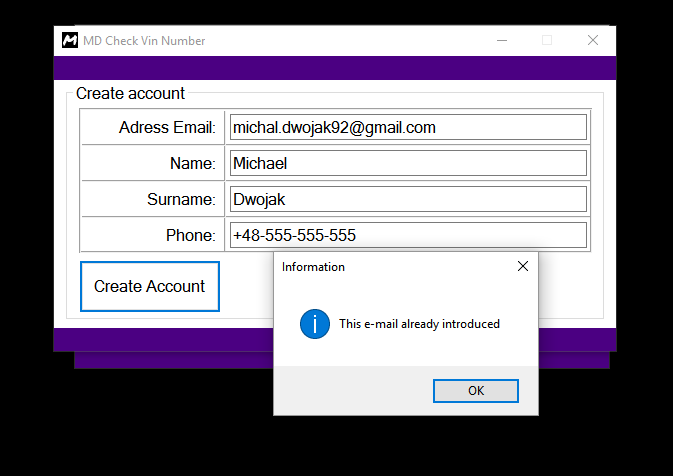 MD Check Vin Number
Create account
Adress Email: michal.dwojak92@gmail.com
Name: Michael
Surname: Dwojak
Phone: +48-555-555-555
Create Account
Information
This e-mail already introduced
OK